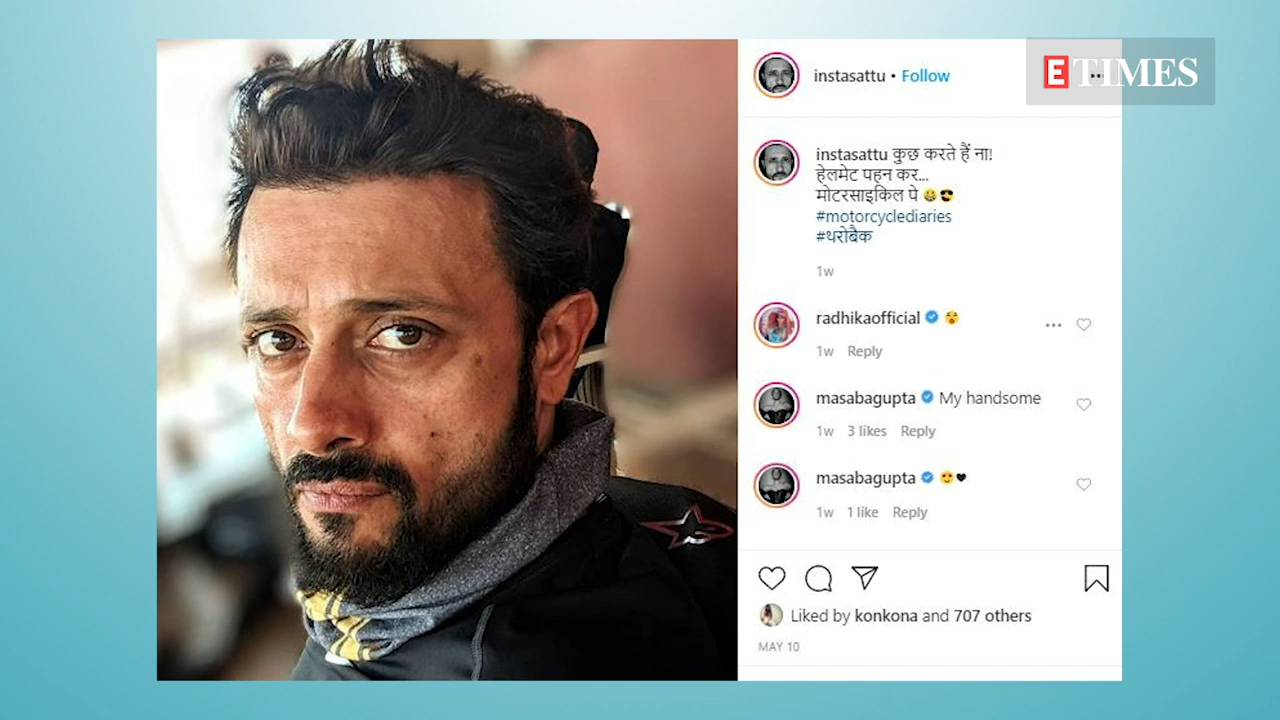 instasattu • Follow
ETIMES
instasattu कुछ करते हैं ना!
हेलमेट पहन कर...
मोटरसाइकिल पे 😂😎
#motorcyclediaries
#थरोबैक
1w
radhikaofficial 😲
1w Reply
masabagupta My handsome
1w 3 likes Reply
masabagupta 😍🖤
1w 1 like Reply
Liked by konkona and 707 others
MAY 10